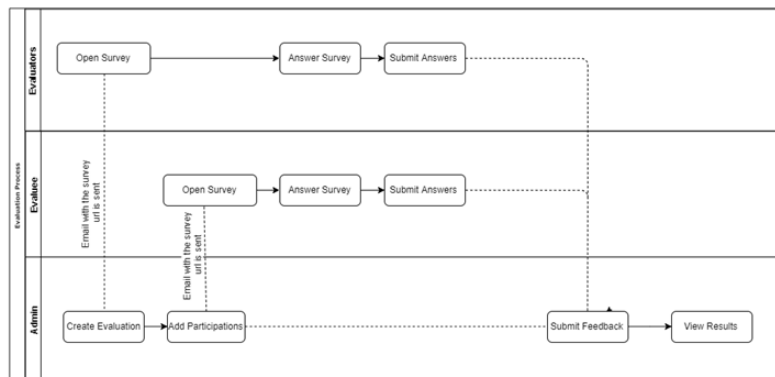 Evaluation Process
Evaluators
Open Survey
Answer Survey
Submit Answers
Email with the survey
url is sent
Evaluee
Open Survey
Answer Survey
Submit Answers
Email with the survey
url is sent
Admin
Create Evaluation
Add Participations
Submit Feedback
View Results